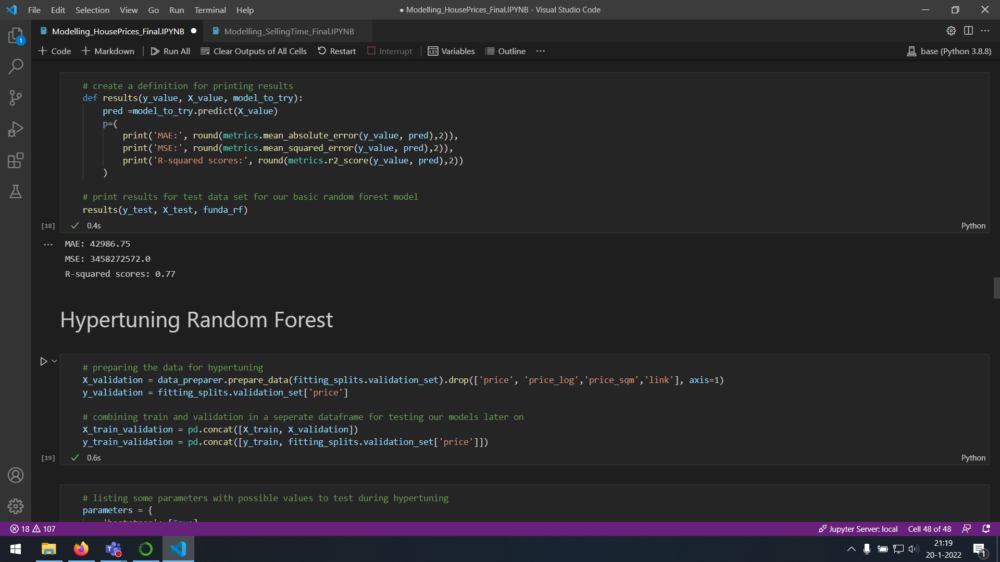 File Edit Selection View Go Run Terminal Help
● Modelling_HousePrices_Final.IPYNB - Visual Studio Code
Modelling_HousePrices_Final.IPYNB ●
Modelling_SellingTime_Final.IPYNB
1
+ Code + Markdown | Run All Clear Outputs of All Cells Restart Interrupt | Variables Outline ...
base (Python 3.8.8)
# create a definition for printing results
def results(y_value, X_value, model_to_try):
pred =model_to_try.predict(X_value)
p=(
print('MAE:', round(metrics.mean_absolute_error(y_value, pred),2)),
print('MSE:', round(metrics.mean_squared_error(y_value, pred),2)),
print('R-squared scores:', round(metrics.r2_score(y_value, pred),2))
)
# print results for test data set for our basic random forest model
results(y_test, X_test, funda_rf)
[18] ✓ 0.4s Python
... MAE: 42986.75
MSE: 3458272572.0
R-squared scores: 0.77
Hypertuning Random Forest
# preparing the data for hypertuning
X_validation = data_preparer.prepare_data(fitting_splits.validation_set).drop(['price', 'price_log','price_sqm','link'], axis=1)
y_validation = fitting_splits.validation_set['price']
# combining train and validation in a seperate dataframe for testing our models later on
X_train_validation = pd.concat([X_train, X_validation])
y_train_validation = pd.concat([y_train, fitting_splits.validation_set['price']])
[19] ✓ 0.6s Python
# listing some parameters with possible values to test during hypertuning
parameters = {
'bootstrap': [True]
18 107
Jupyter Server: local Cell 48 of 48
21:19
20-1-2022
1